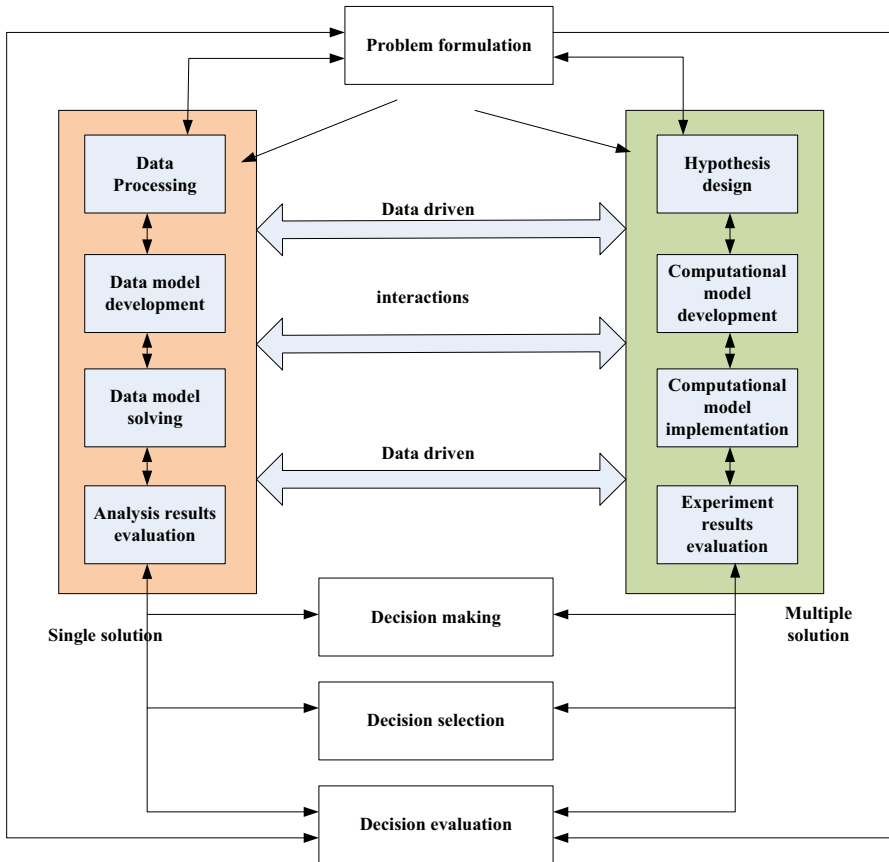 Problem formulation
Data
Processing
Hypothesis
design
Data driven
Data model
development
interactions
Computational
model
development
Data model
solving
Computational
model
implementation
Data driven
Analysis results
evaluation
Experiment
results
evaluation
Single solution
Decision making
Multiple
solution
Decision selection
Decision evaluation